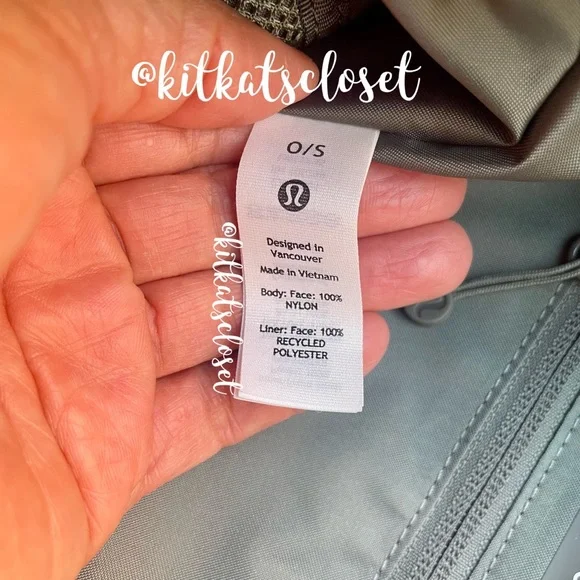 @kitkatscloset
O/S
@kitkatscloset
Designed in
Vancouver
Made in Vietnam
Body: Face: 100%
NYLON
Liner: Face: 100%
RECYCLED
POLYESTER